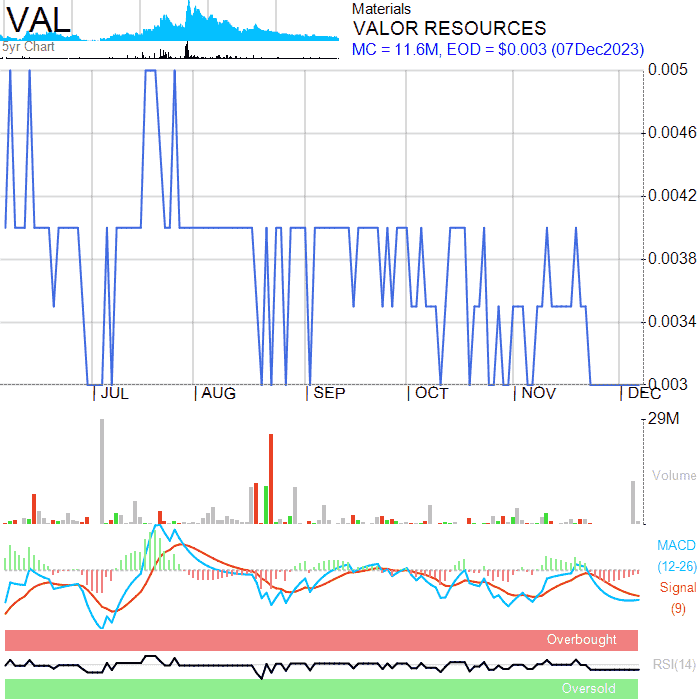 VAL
5yr Chart
Materials
VALOR RESOURCES
MC = 11.6M, EOD = $0.003 (07Dec2023)
0.005
0.0046
0.0042
0.0038
0.0034
0.003
JUL AUG SEP OCT NOV DEC
29M
Volume
MACD
(12-26)
Signal
(9)
Overbought
RSI(14)
Oversold